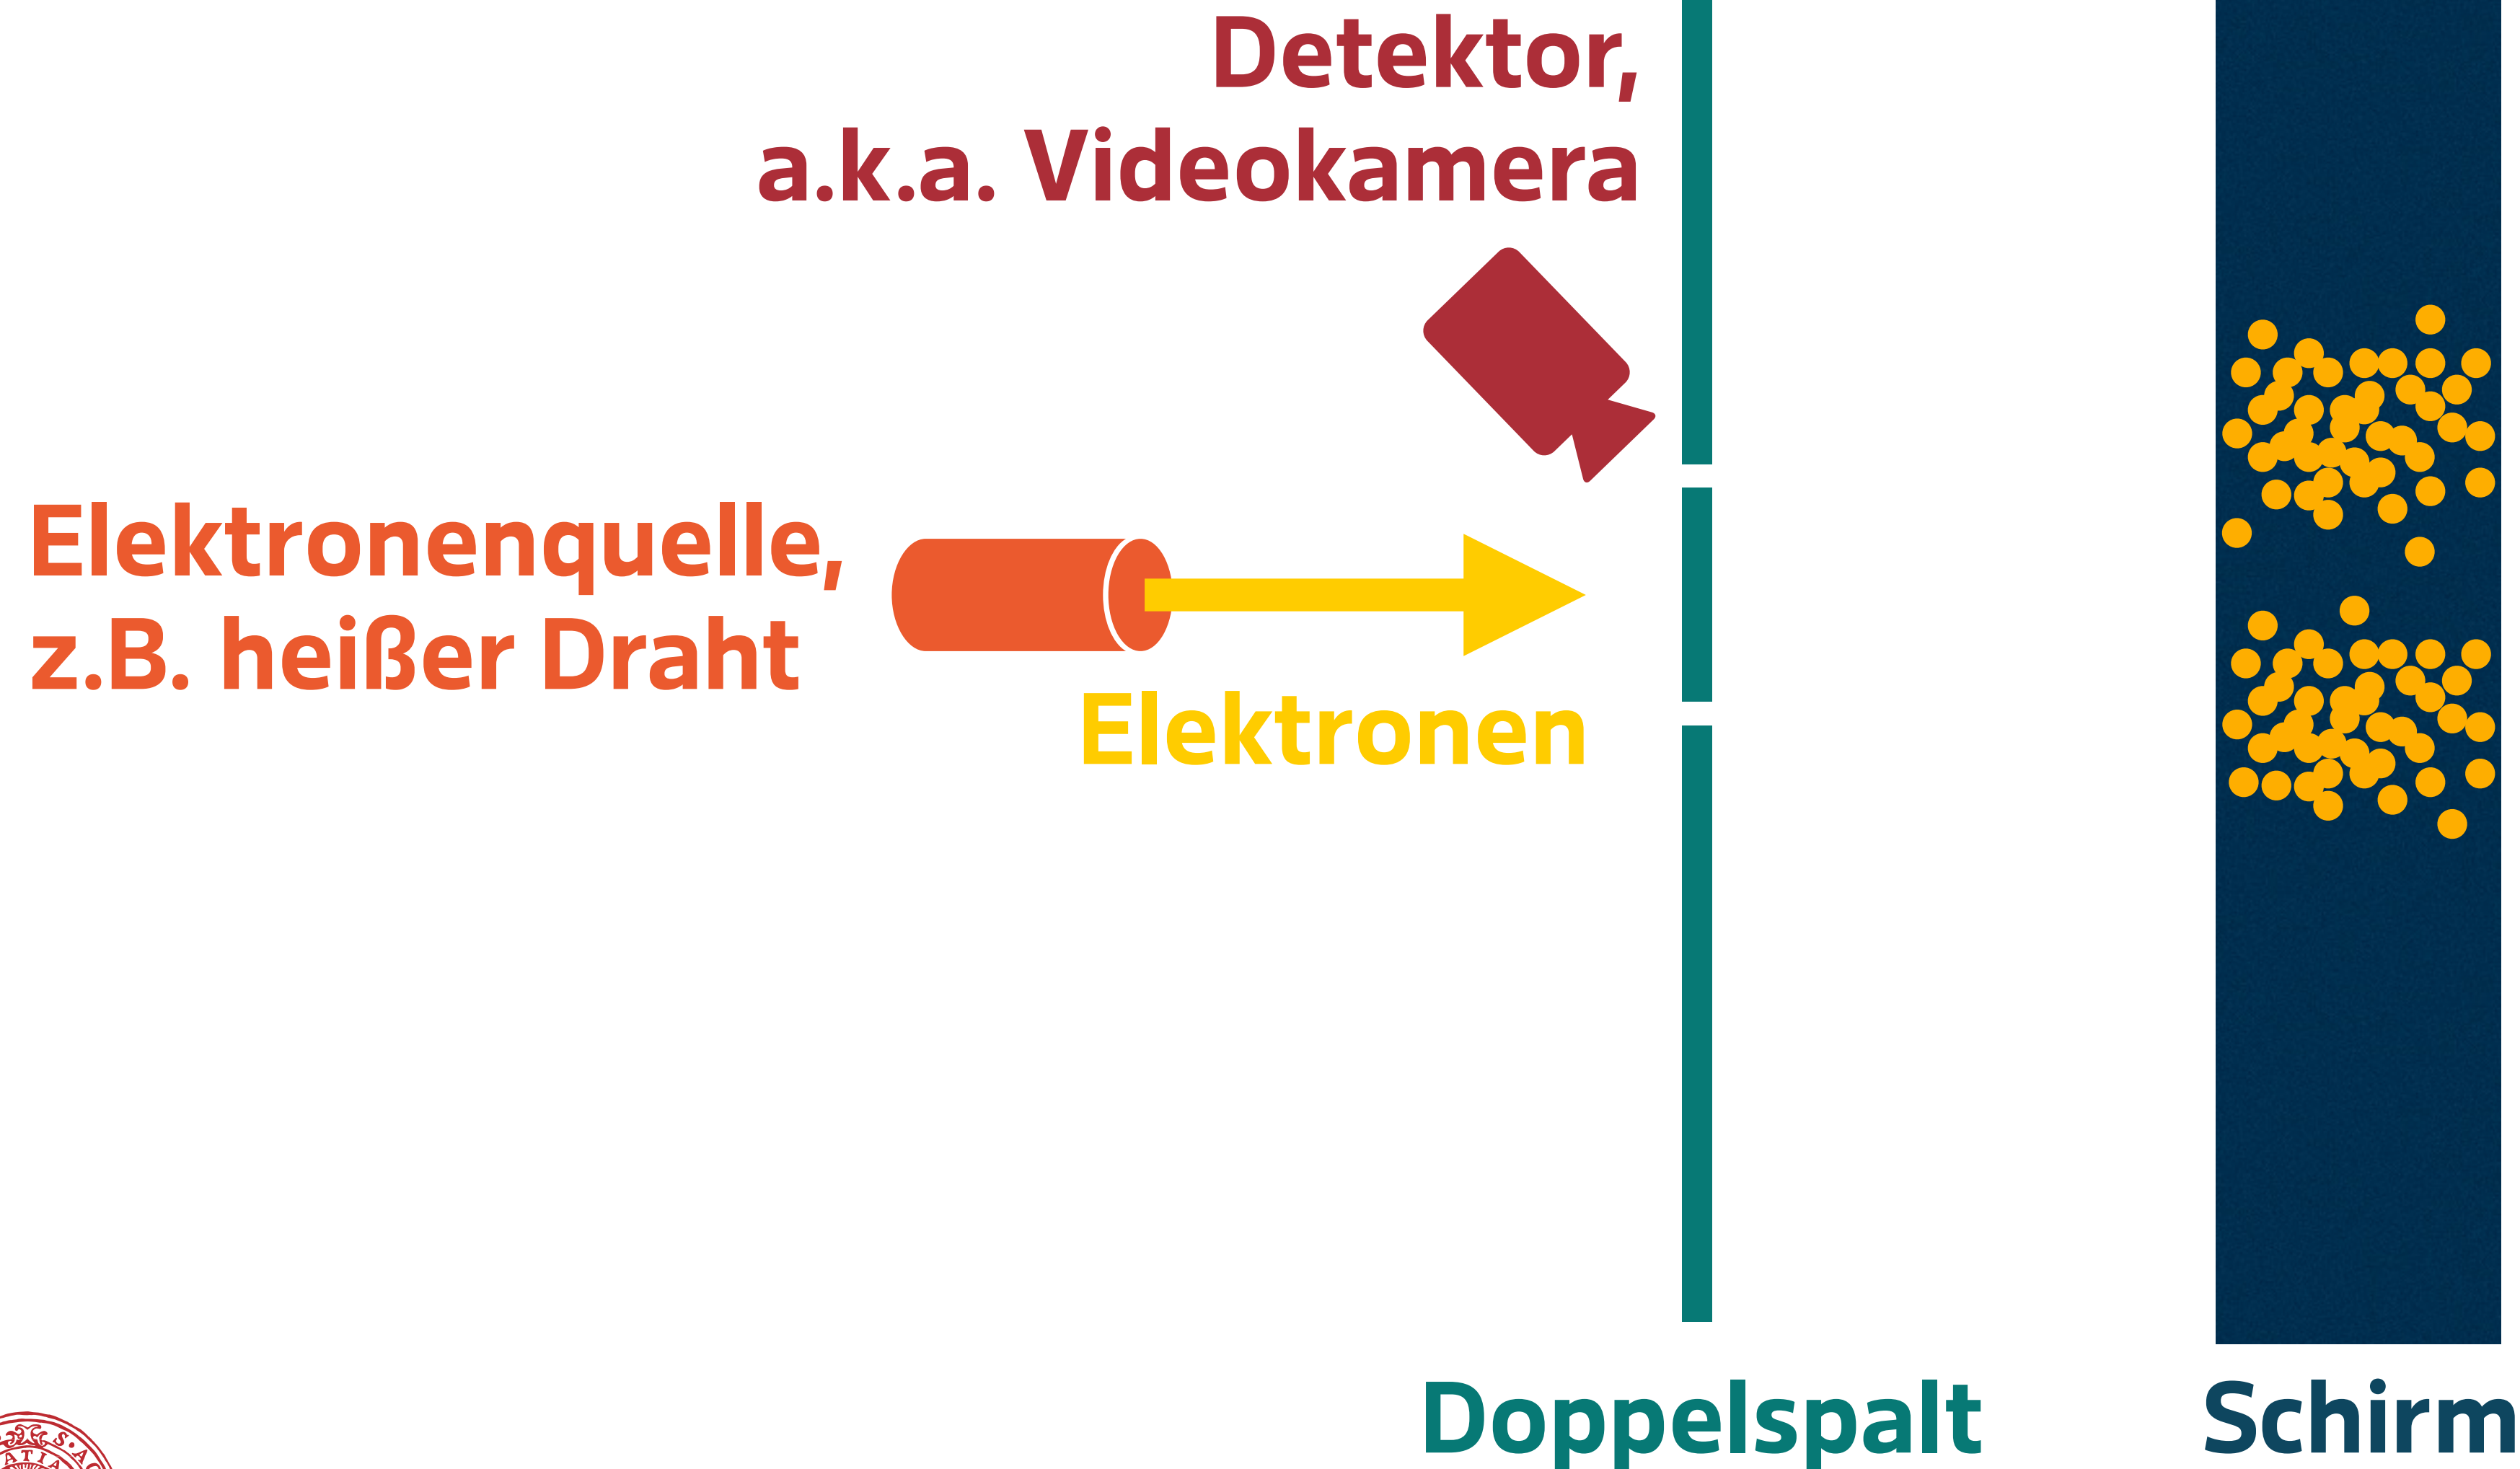 Detektor,
a.k.a. Videokamera
Elektronenquelle,
z.B. heißer Draht
Elektronen
Doppelspalt
Schirm